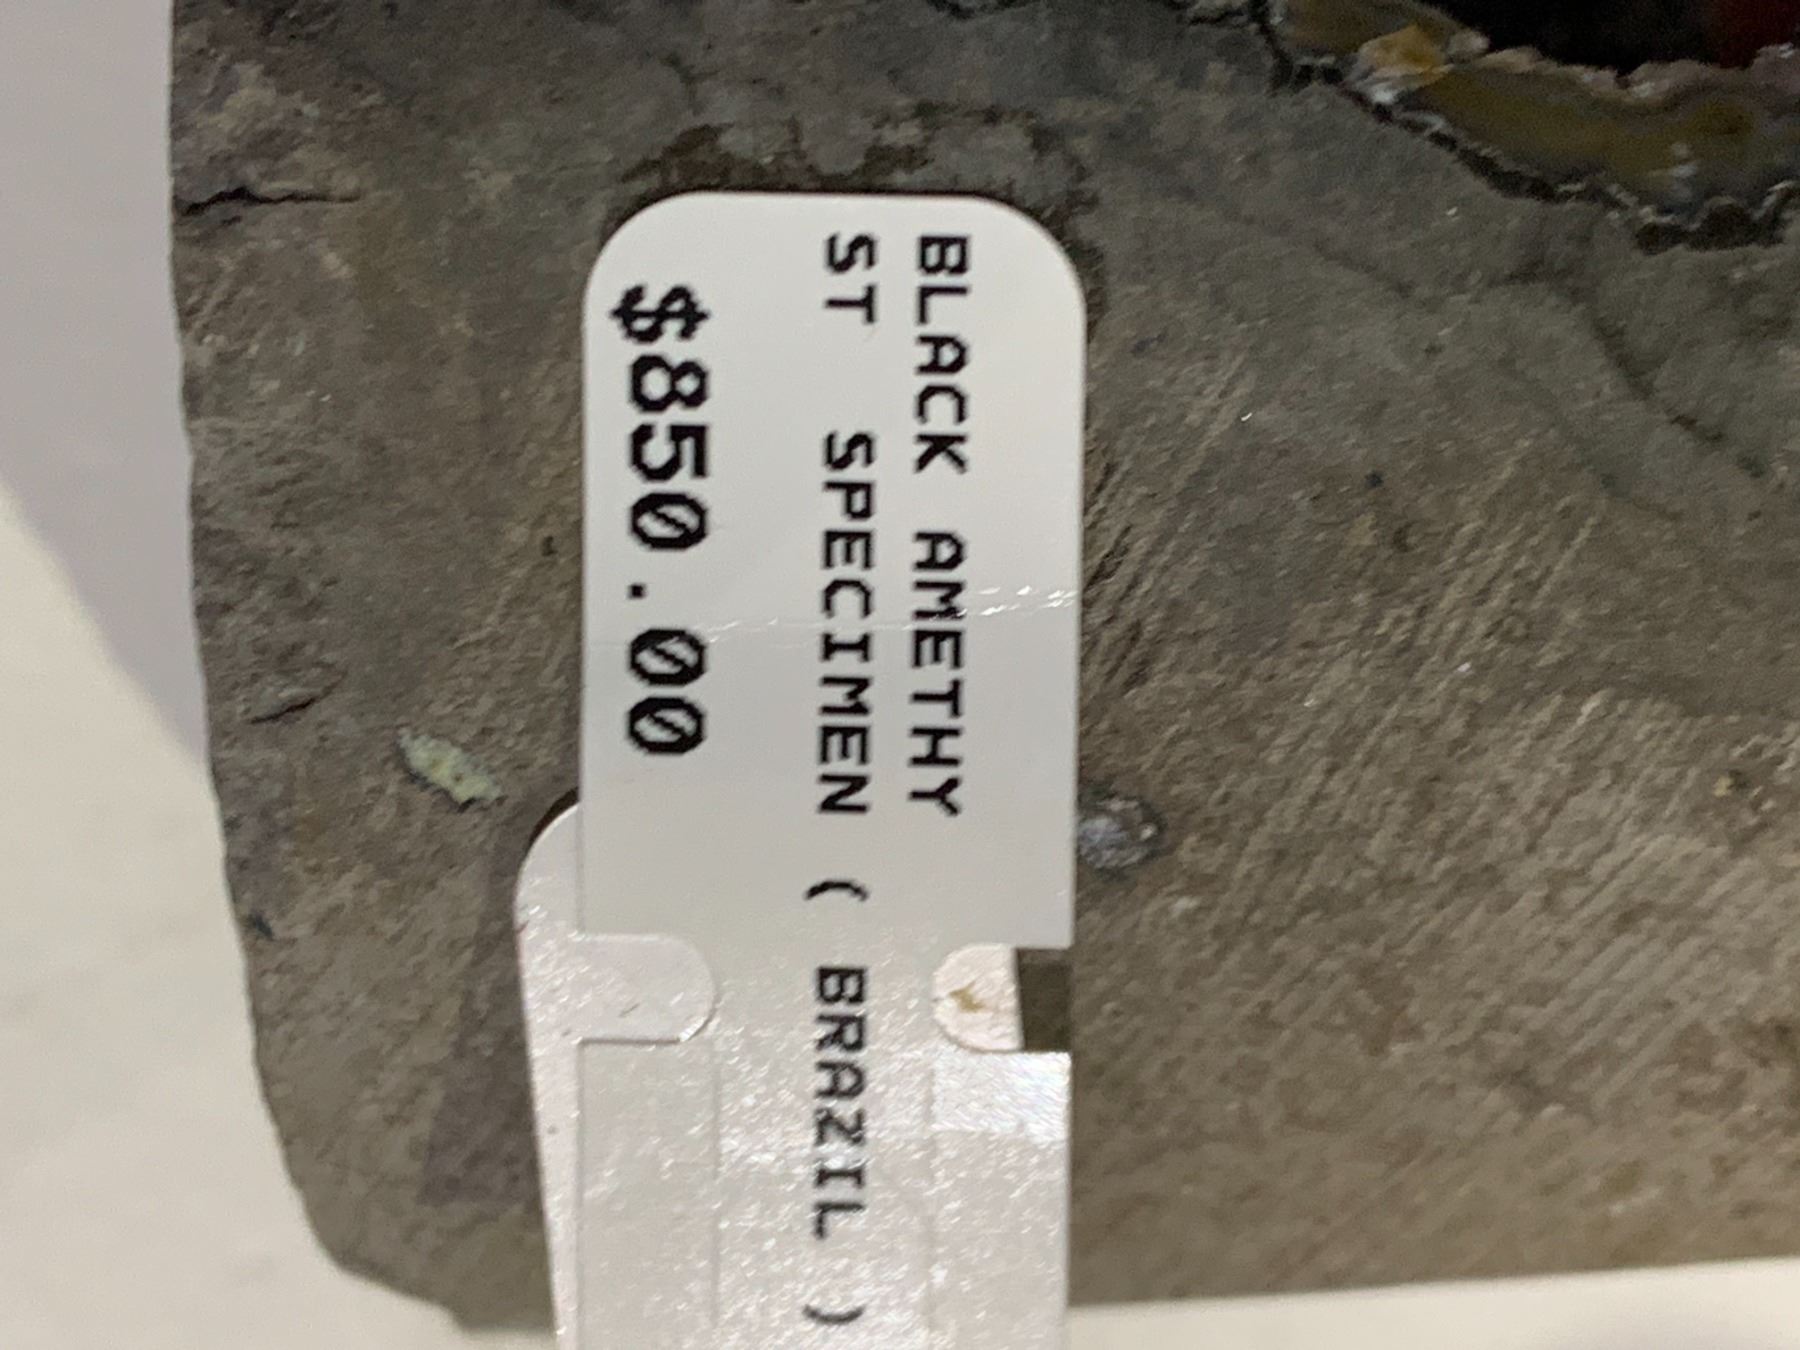 BLACK AMETHY
ST SPECIMEN ( BRAZIL )
$850.00